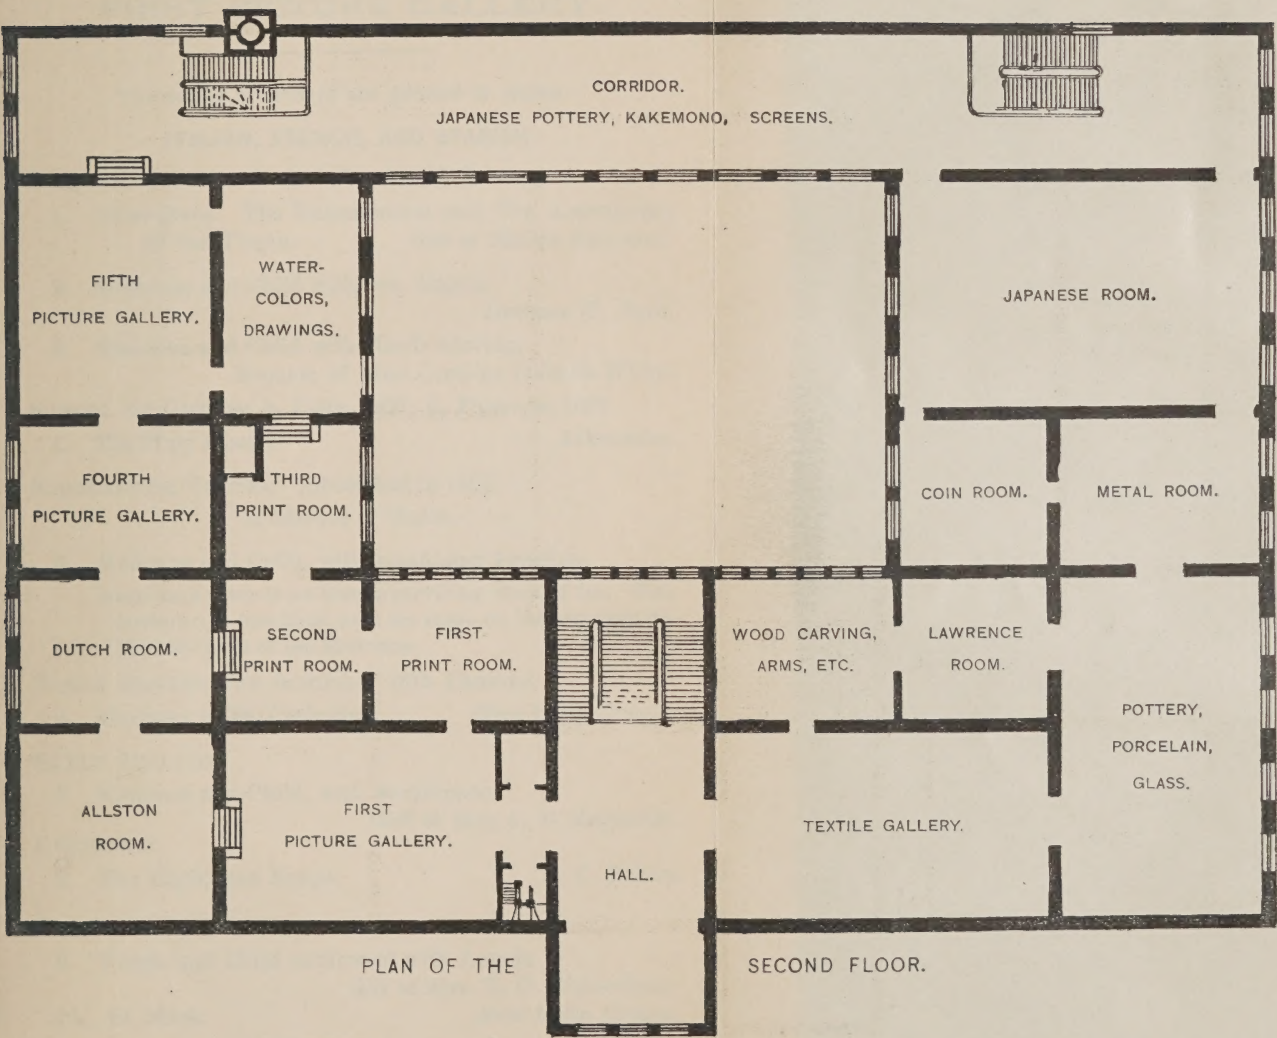 CORRIDOR.
JAPANESE POTTERY, KAKEMONO, SCREENS.
FIFTH
PICTURE GALLERY.
WATER-
COLORS,
DRAWINGS.
JAPANESE ROOM.
FOURTH
PICTURE GALLERY.
THIRD
PRINT ROOM.
COIN ROOM.
METAL ROOM.
DUTCH ROOM.
SECOND
PRINT ROOM.
FIRST
PRINT ROOM.
WOOD CARVING,
ARMS, ETC.
LAWRENCE
ROOM.
POTTERY,
PORCELAIN,
GLASS.
ALLSTON
ROOM.
FIRST
PICTURE GALLERY.
HALL.
TEXTILE GALLERY.
PLAN OF THE SECOND FLOOR.